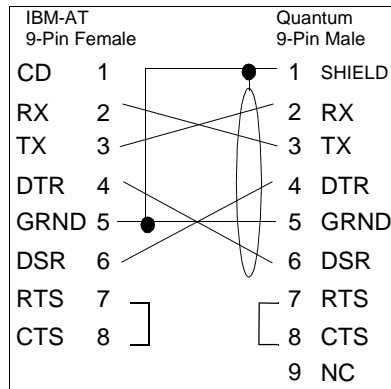 IBM-AT Quantum
9-Pin Female 9-Pin Male
CD 1 1 SHIELD
RX 2 2 RX
TX 3 3 TX
DTR 4 4 DTR
GRND 5 5 GRND
DSR 6 6 DSR
RTS 7 7 RTS
CTS 8 8 CTS
9 NC